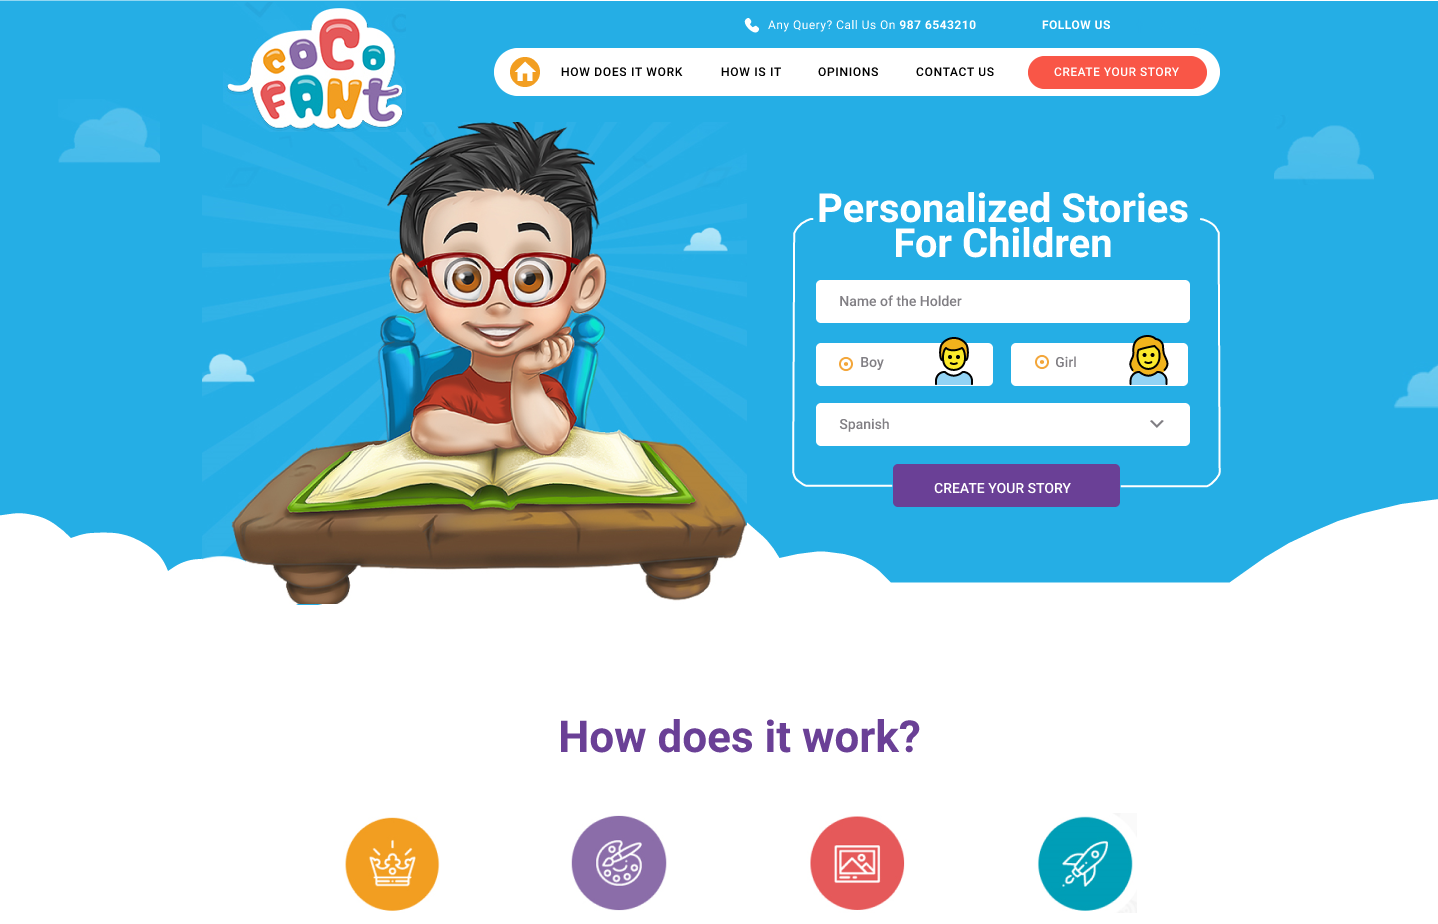 COCO
FANT
Any Query? Call Us On 987 6543210
FOLLOW US
HOW DOES IT WORK
HOW IS IT
OPINIONS
CONTACT US
CREATE YOUR STORY
Personalized Stories
For Children
Name of the Holder
Boy
Girl
Spanish
CREATE YOUR STORY
How does it work?